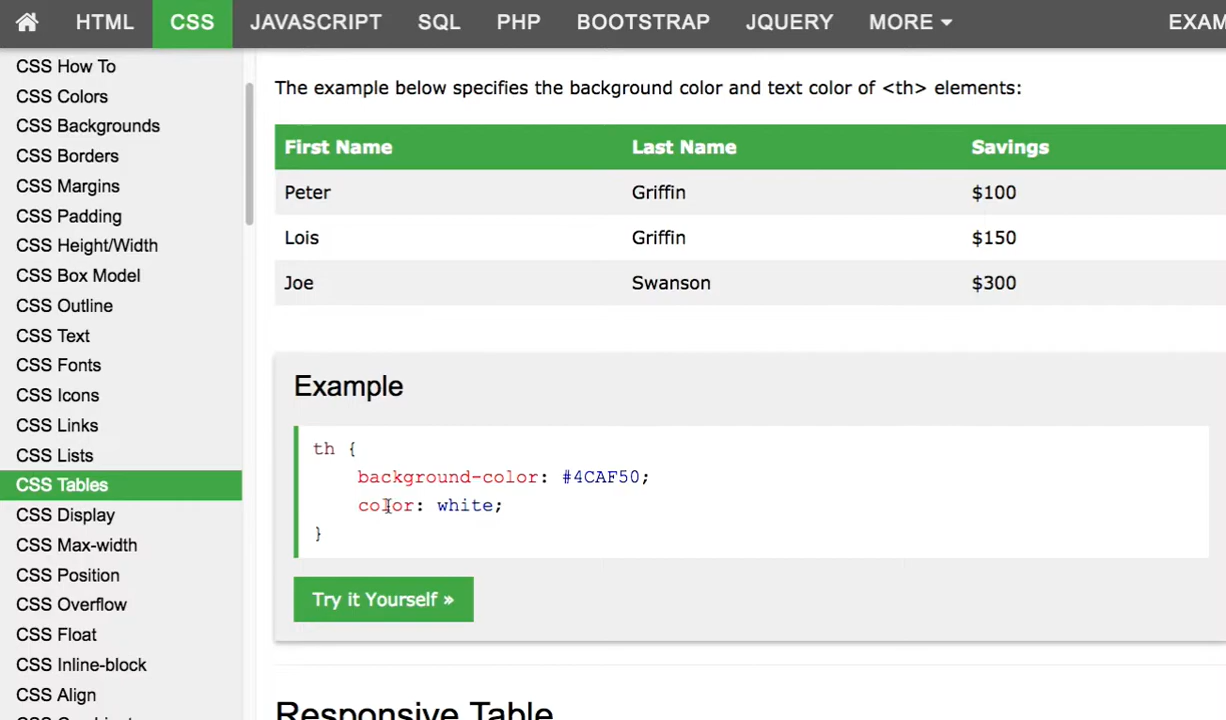 HTML CSS JAVASCRIPT SQL PHP BOOTSTRAP JQUERY MORE
CSS How To
CSS Colors
CSS Backgrounds
CSS Borders
CSS Margins
CSS Padding
CSS Height/Width
CSS Box Model
CSS Outline
CSS Text
CSS Fonts
CSS Icons
CSS Links
CSS Lists
CSS Tables
CSS Display
CSS Max-width
CSS Position
CSS Overflow
CSS Float
CSS Inline-block
CSS Align
The example below specifies the background color and text color of <th> elements:
First Name Last Name Savings
Peter Griffin $100
Lois Griffin $150
Joe Swanson $300
Example
th {
background-color: #4CAF50;
color: white;
}
Try it Yourself »
Responsive Table